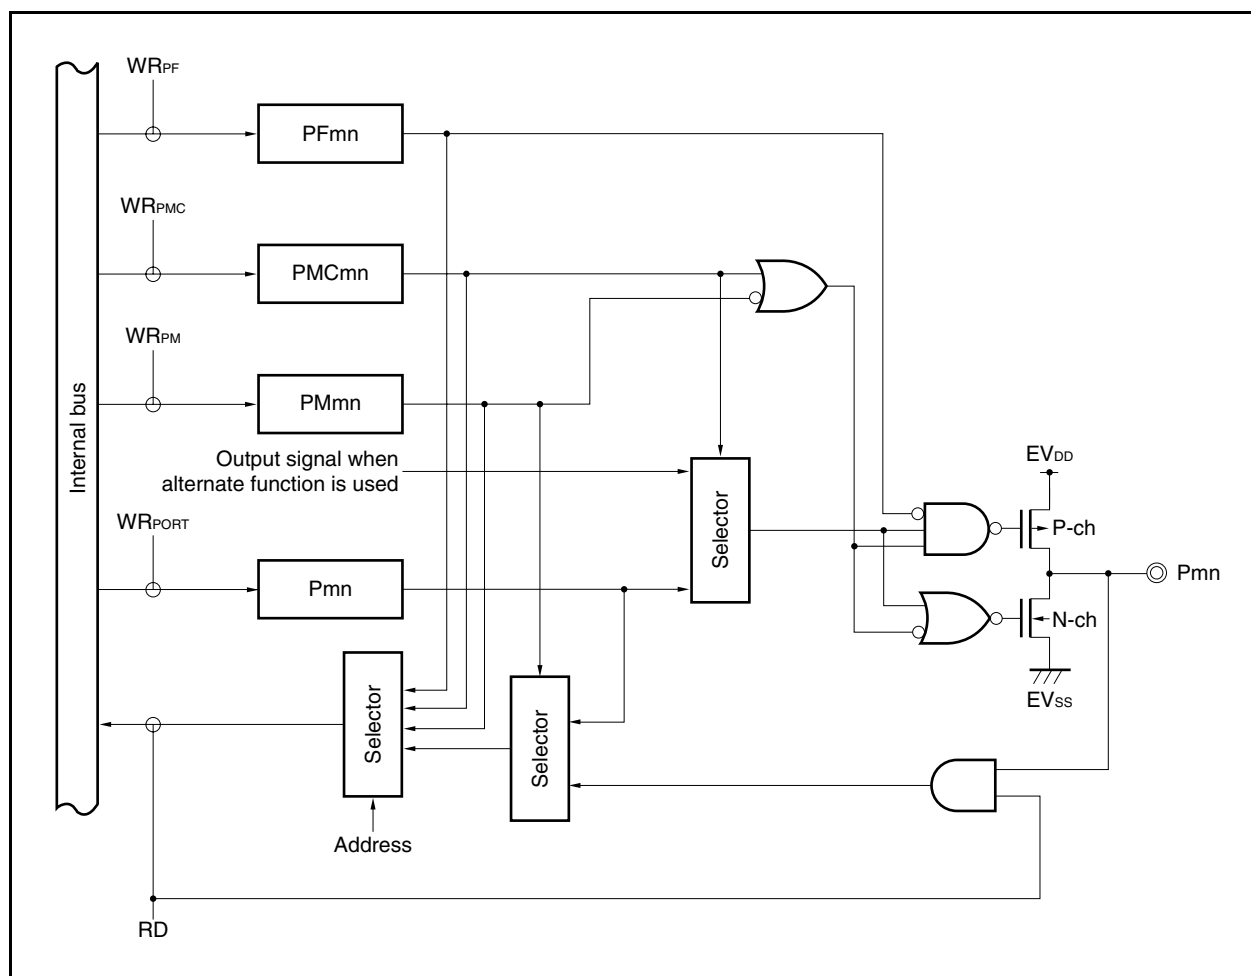 WRPF
PFmn
WRPMC
PMCmn
WRPM
PMmn
Internal bus
Output signal when
alternate function is used
WRPORT
Pmn
Selector
EVDD
P-ch
Pmn
N-ch
EVSS
Selector
Selector
Address
RD